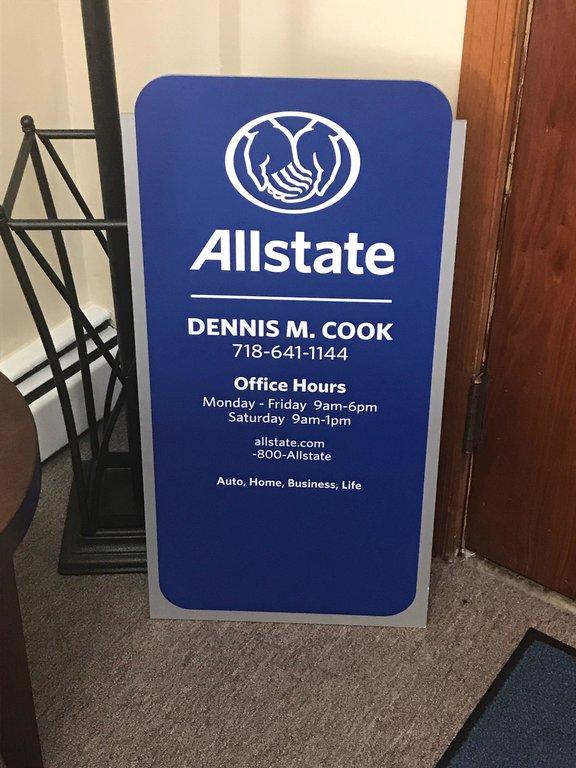 Allstate
DENNIS M. COOK
718-641-1144
Office Hours
Monday - Friday 9am-6pm
Saturday 9am-1pm
allstate.com
-800-Allstate
Auto, Home, Business, Life